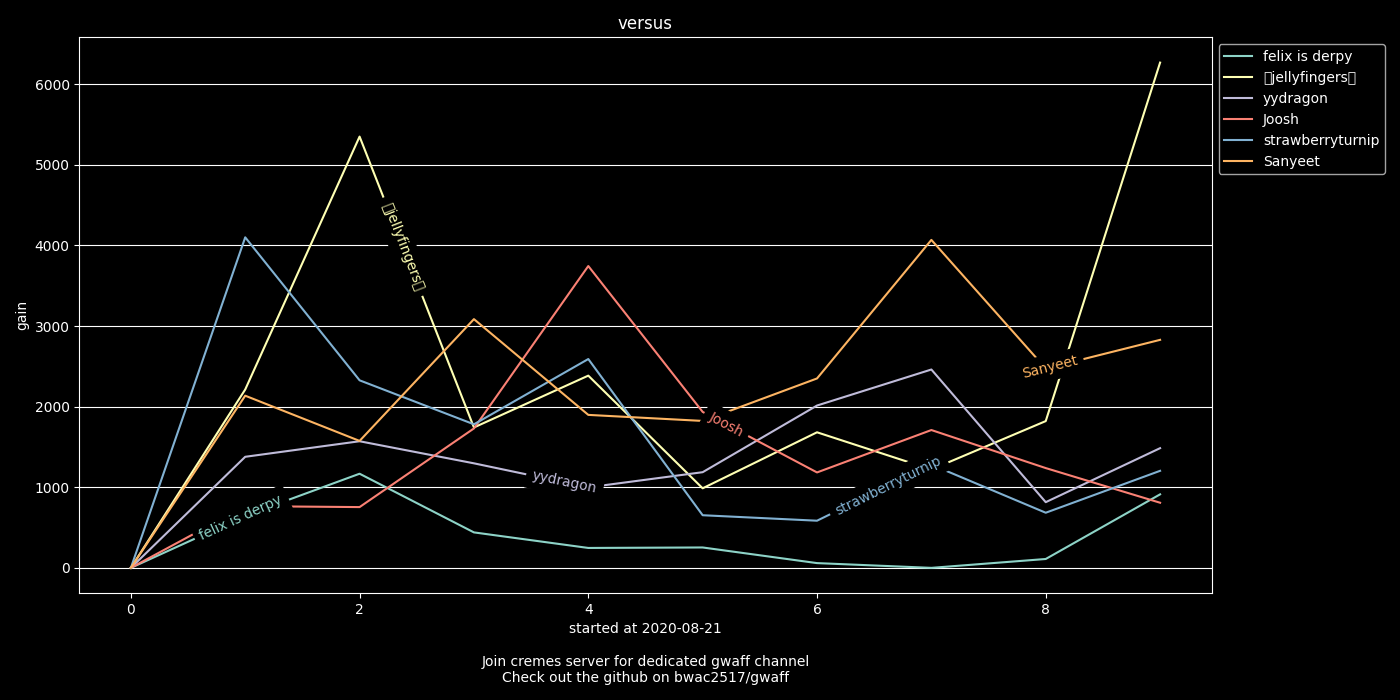 versus
felix is derpy
jellyfingers
yydragon
Joosh
strawberryturnip
Sanyeet
6000
5000
4000
3000
2000
1000
0
gain
jellyfingers
Joosh
Sanyeet
yydragon
strawberryturnip
felix is derpy
0
2
4
6
8
started at 2020-08-21
Join cremes server for dedicated gwaff channel
Check out the github on bwac2517/gwaff